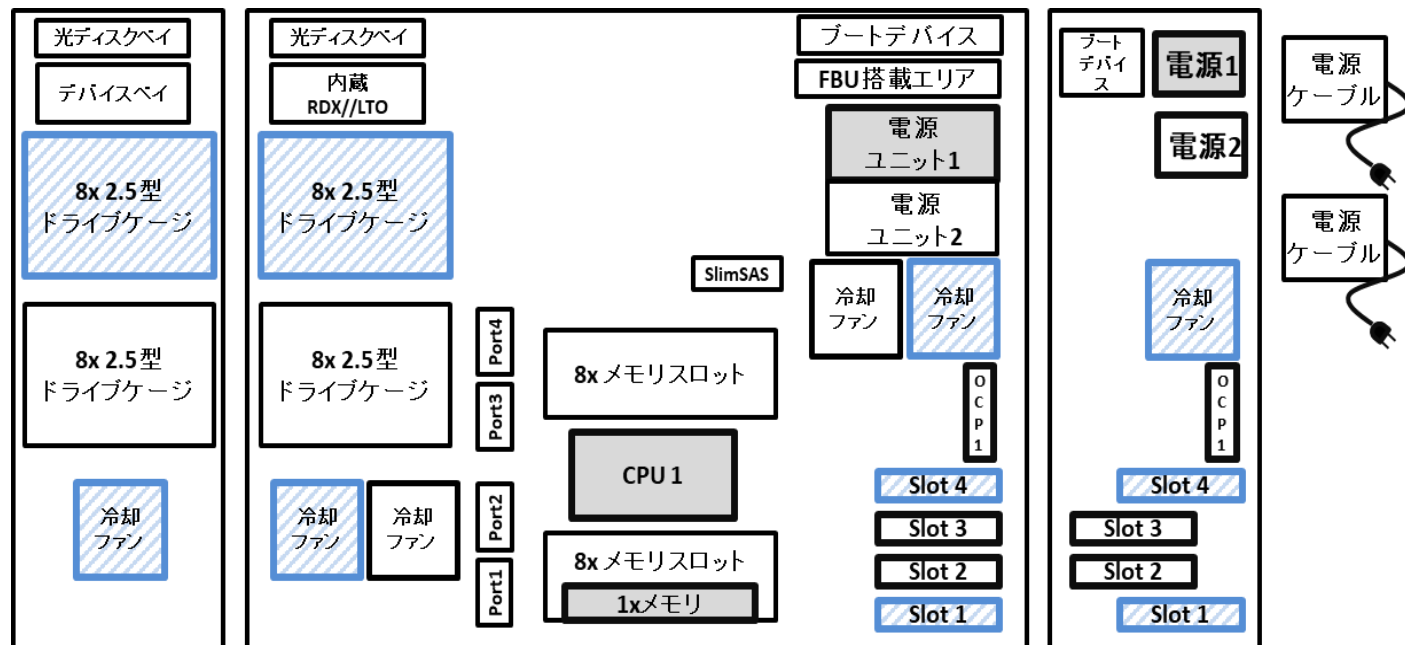 光ディスクベイ
デバイスベイ
8x 2.5型
ドライブケージ
8x 2.5型
ドライブケージ
冷却
ファン
光ディスクベイ
内蔵
RDX//LTO
8x 2.5型
ドライブケージ
8x 2.5型
ドライブケージ
冷却
ファン
冷却
ファン
Port4
Port3
Port2
Port1
SlimSAS
8xメモリスロット
CPU 1
8xメモリスロット
1xメモリ
ブートデバイス
FBU搭載エリア
電源
ユニット1
電源
ユニット2
冷却
ファン
冷却
ファン
OCP1
Slot 4
Slot 3
Slot 2
Slot 1
ブート
デバイ
ス
電源1
電源2
冷却
ファン
OCP1
Slot 4
Slot 3
Slot 2
Slot 1
電源
ケーブル
電源
ケーブル